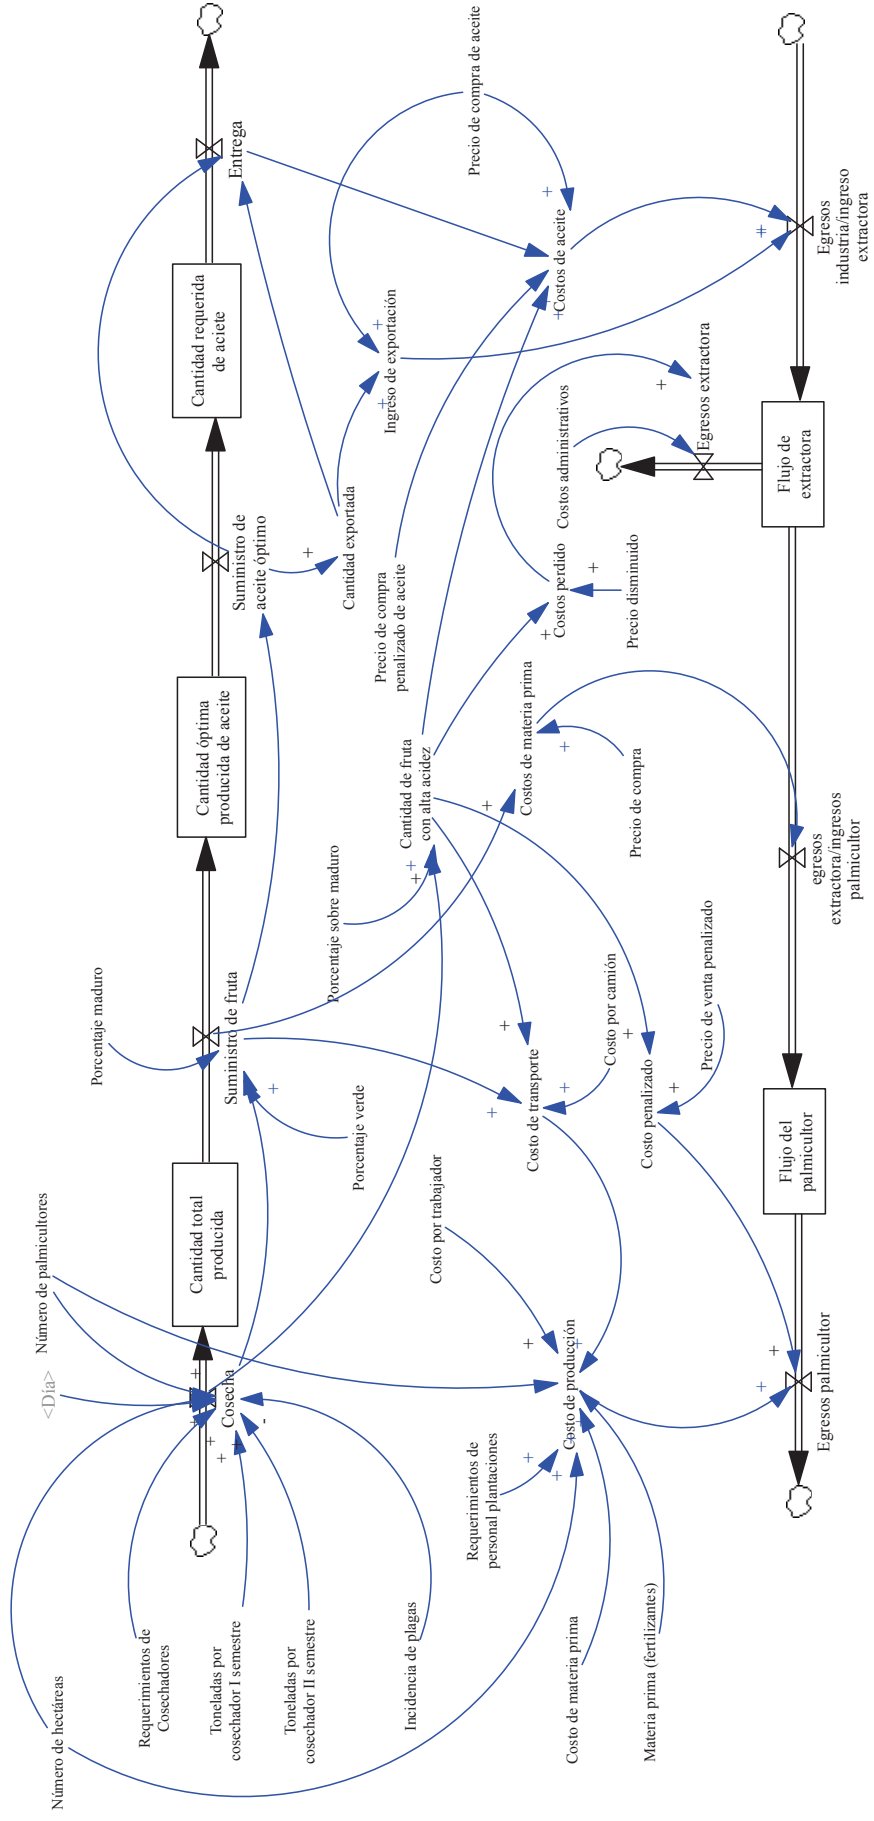 Número de hectáreas
Requerimientos de
Cosechadores
Toneladas por
cosechador I semestre
Toneladas por
cosechador II semestre
Incidencia de plagas
<Día>
Número de palmicultores
Cosecha
Cantidad total
producida
Porcentaje maduro
Suministro de fruta
Porcentaje verde
Cantidad óptima
producida de aceite
Suministro de
aceite óptimo
Cantidad requerida
de aciete
Entrega
Porcentaje sobre maduro
Cantidad de fruta
con alta acidez
Cantidad exportada
Precio de compra
penalizado de aceite
Ingreso de exportación
Precio de compra de aceite
Costos de aceite
Requerimientos de
personal plantaciones
Costo de materia prima
Materia prima (fertilizantes)
Costo por trabajador
Costo de producción
Costo de transporte
Costo por camión
Costo penalizado
Precio de venta penalizado
Costos de materia prima
Precio de compra
Costos perdido
Precio disminuido
Costos administrativos
Egresos extractora
Egresos palmicultor
Flujo del
palmicultor
egresos
extractora/ingresos
palmicultor
Flujo de
extractora
Egresos
industria/ingreso
extractora